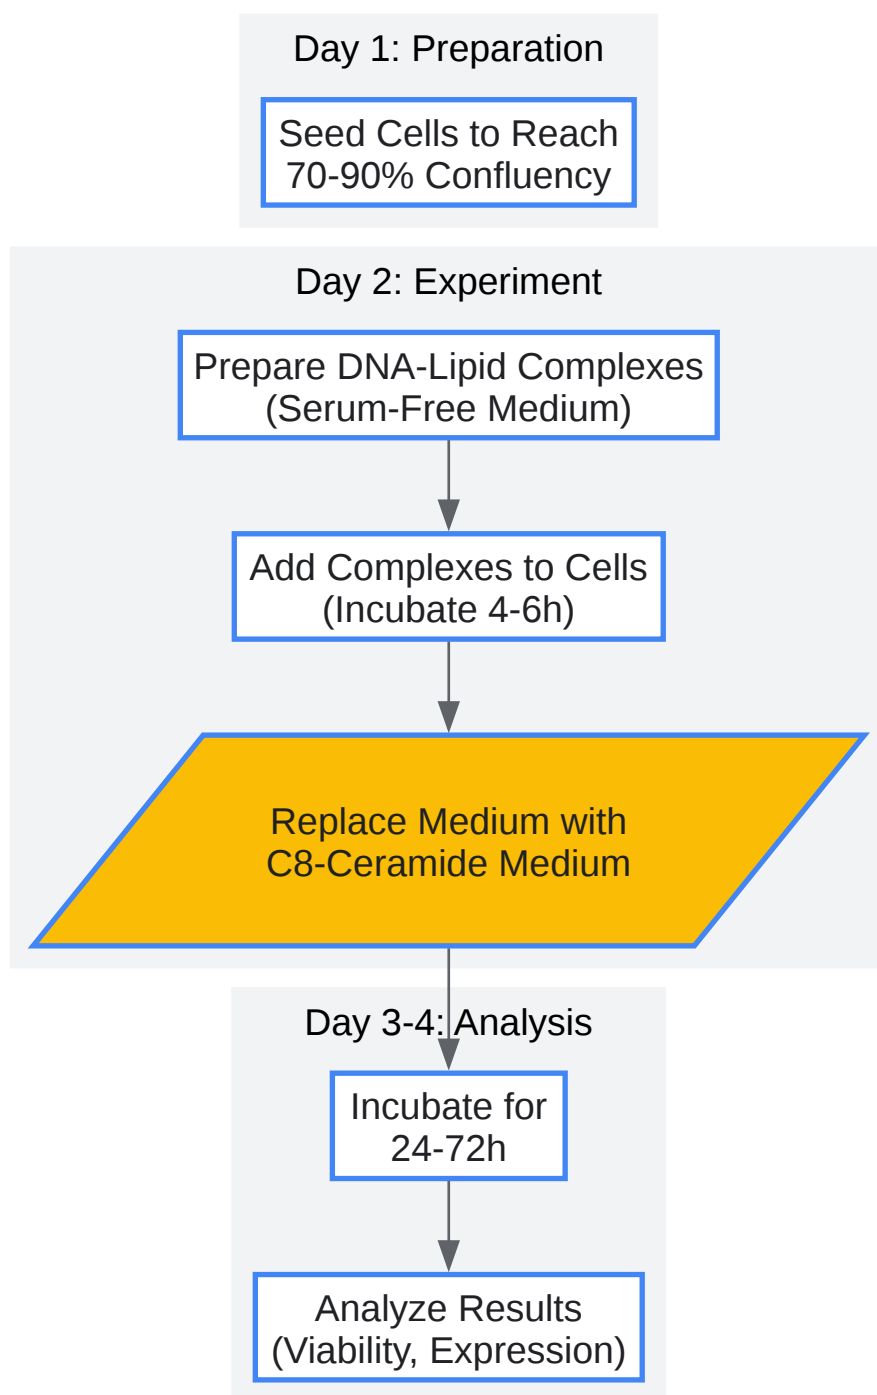 Day 1: Preparation
Seed Cells to Reach
70-90% Confluency
Day 2: Experiment
Prepare DNA-Lipid Complexes
(Serum-Free Medium)
Add Complexes to Cells
(Incubate 4-6h)
Replace Medium with
C8-Ceramide Medium
Day 3-4: Analysis
Incubate for
24-72h
Analyze Results
(Viability, Expression)